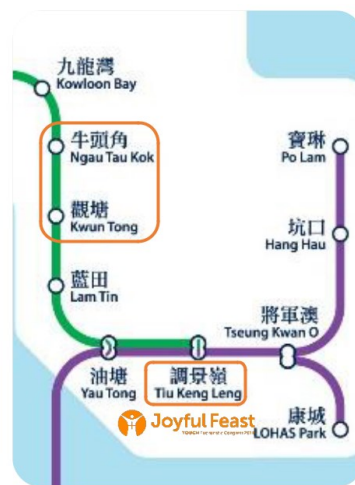 九龍灣
Kowloon Bay
牛頭角
Ngau Tau Kok
觀塘
Kwun Tong
藍田
Lam Tin
油塘
Yau Tong
調景嶺
Tiu Keng Leng
Joyful Feast
寶琳
Po Lam
坑口
Hang Hau
將軍澳
Tseung Kwan O
康城
LOHAS Park